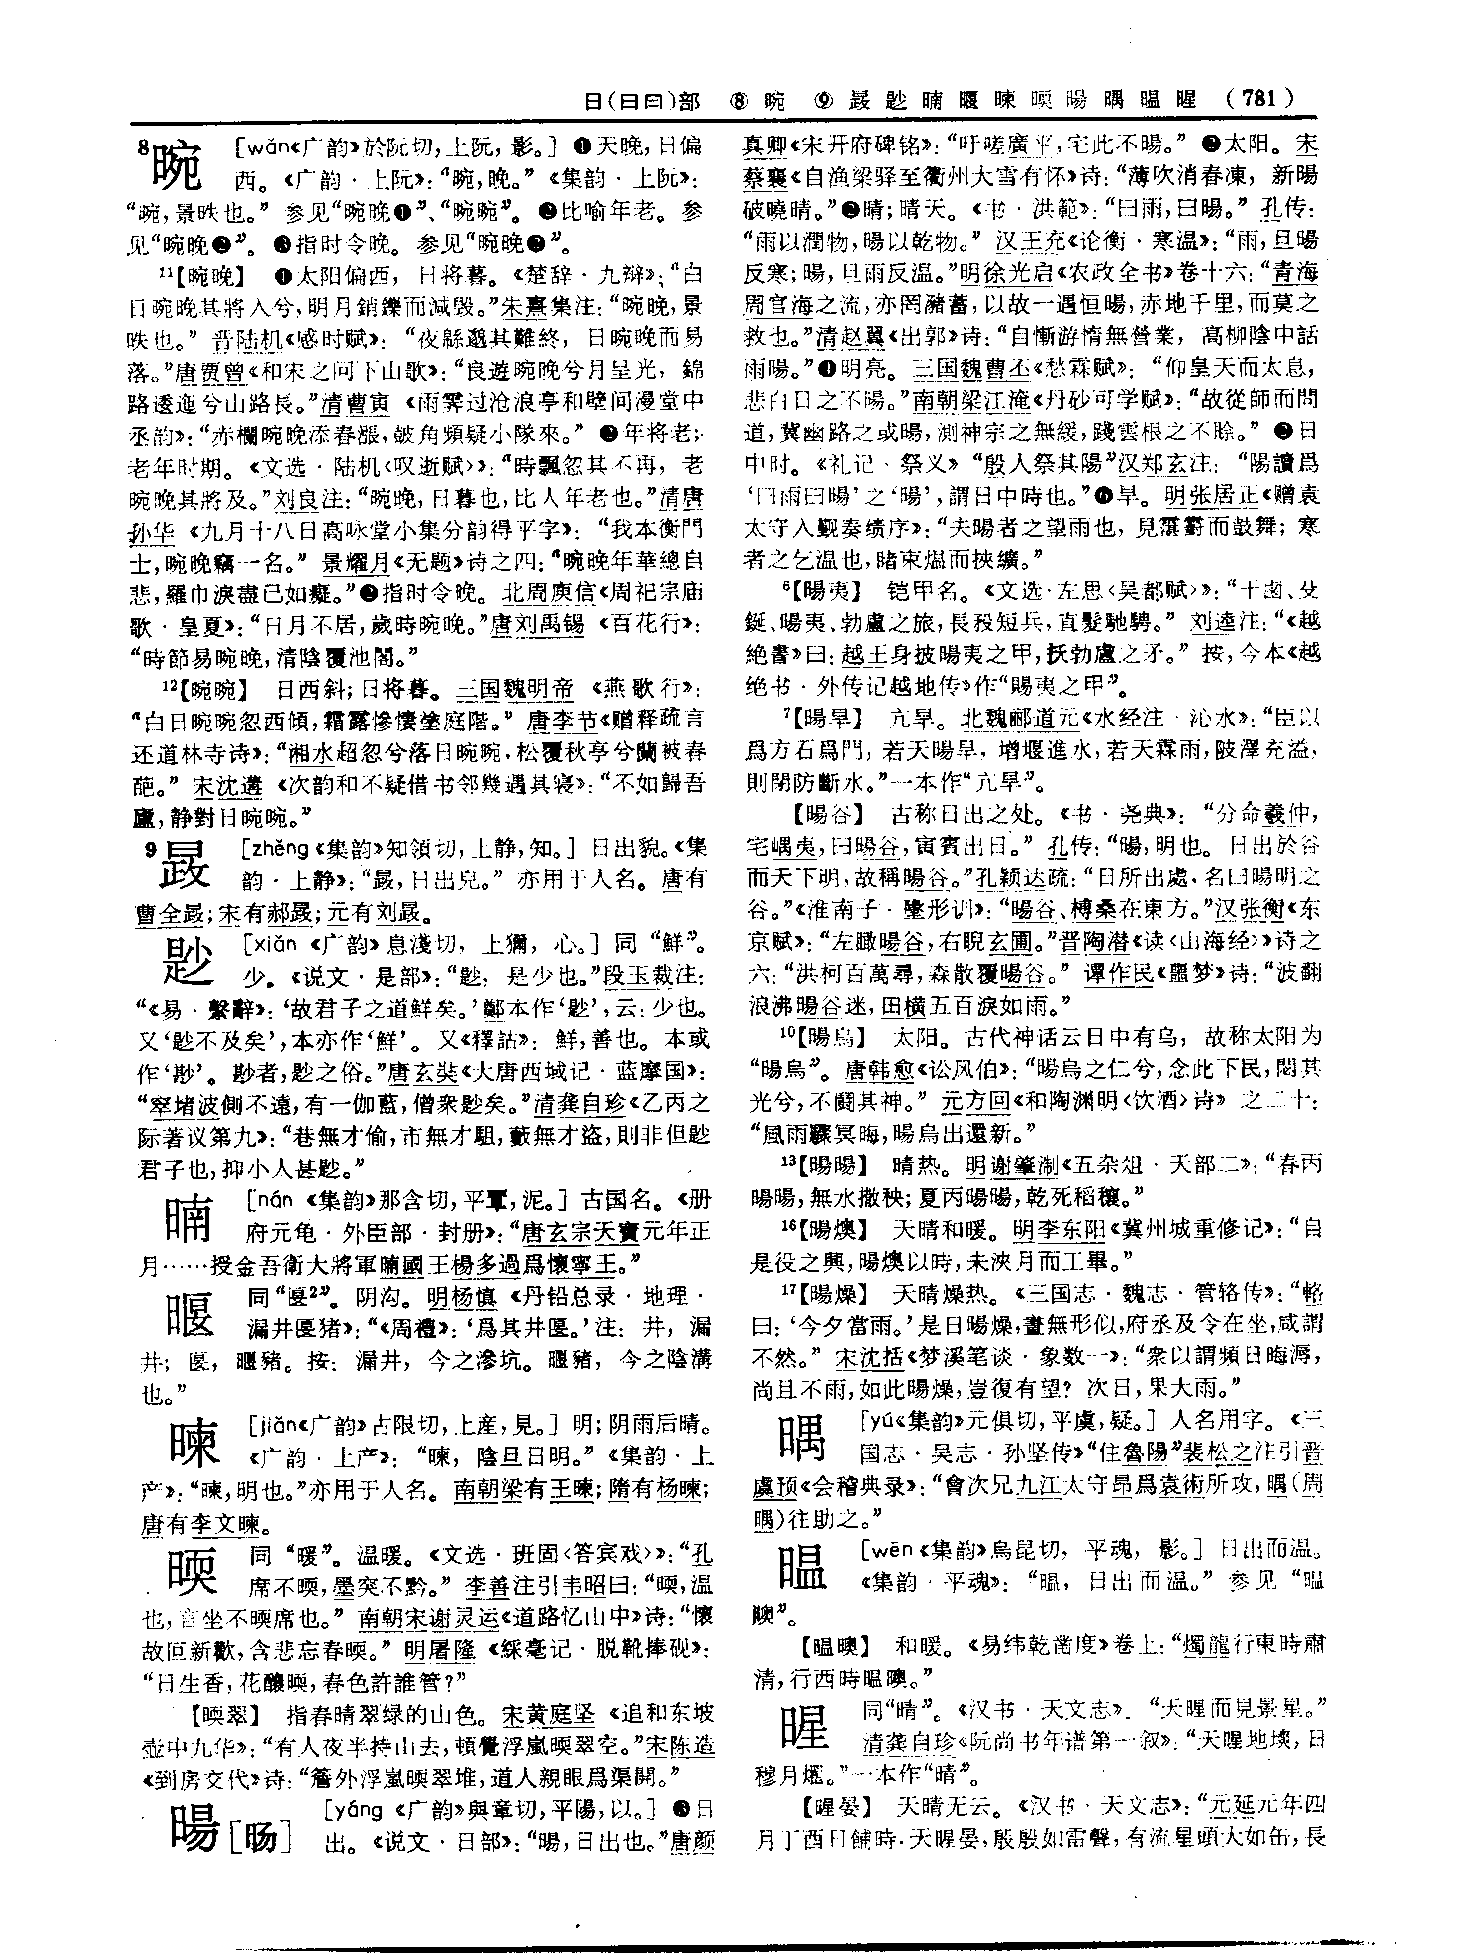 日(日曰)部 ⑧ 晼 ⑨ 晸尟暔暥暕暙暘暍暍暒 (781)
8 晼 [wǎn《广韵》於阮切,上阮,影。] ❶天晚,日偏
西。《广韵·上阮》:“晼,晚。”《集韵·上阮》:
“晼,景昳也。” 参见“晼晚❶”、“晼晼”。 ❷比喻年老。参
见“晼晚❷”。 ❸指时令晚。参见“晼晚❸”。
11【晼晚】 ❶太阳偏西,日将暮。《楚辞·九辩》:“白
日晼晚其將入兮,明月銷鑠而減毁。”朱熹集注:“晼晚,景
昳也。” 晋陆机《感时赋》:“夜緜邈其難終,日晼晚而易
落。”唐贾曾《和宋之问下山歌》:“良遊晼晚兮月呈光,錦
路逶迤兮山路長。”清曹寅《雨霁过沧浪亭和壁间漫堂中
丞韵》:“赤欄晼晚添春漲,皷角頻疑小隊來。” ❷年将老;
老年时期。《文选·陆机〈叹逝赋〉》:“時飄忽其不再,老
晼晚其將及。”刘良注:“晼晚,日暮也,比人年老也。”清唐
孙华《九月十八日高咏堂小集分韵得平字》:“我本衡門
士,晼晚竊一名。” 景耀月《无题》诗之四:“晼晚年華總自
悲,羅巾淚盡已如癡。”❸指时令晚。北周庾信《周祀宗庙
歌·皇夏》:“日月不居,歲時晼晚。”唐刘禹锡《百花行》:
“時節易晼晚,清陰覆池閣。”
12【晼晼】 日西斜;日将暮。三国魏明帝《燕歌行》:
“白日晼晼忽西傾,霜露慘悽塗庭階。” 唐李节《赠释疏言
还道林寺诗》:“湘水超忽兮落日晼晼,松覆秋亭兮蘭被春
葩。” 宋沈遘《次韵和不疑借书邻幾遇其寝》:“不如歸吾
廬,静對日晼晼。”
9 晸 [zhěng《集韵》知領切,上静,知。] 日出貌。《集
韵·上静》:“晸,日出皃。” 亦用于人名。唐有
曹全晸;宋有郝晸;元有刘晸。
尟 [xiǎn《广韵》息淺切,上獮,心。] 同“鮮”。
少。《说文·是部》:“尟,是少也。”段玉裁注:
“《易·繫辭》:‘故君子之道鮮矣。’鄭本作‘尟’,云:少也。
又‘尟不及矣’,本亦作‘鮮’。又《釋詁》:鮮,善也。本或
作‘尠’。尠者,尟之俗。”唐玄奘《大唐西域记·蓝摩国》:
“窣堵波側不遠,有一伽藍,僧衆尟矣。”清龚自珍《乙丙之
际著议第九》:“巷無才偷,市無才駔,藪無才盜,則非但尟
君子也,抑小人甚尟。”
暔 [nán《集韵》那含切,平覃,泥。] 古国名。《册
府元龟·外臣部·封册》:“唐玄宗天寶元年正
月……授金吾衛大將軍暔國王楊多過爲懷寧王。”
暥 同“匽2”。阴沟。明杨慎《丹铅总录·地理·
漏井匽猪》:“《周禮》:‘爲其井匽。’注:井,漏
井;匽,匽豬。按:漏井,今之滲坑。匽豬,今之陰溝
也。”
暕 [jiǎn《广韵》古限切,上産,見。] 明;阴雨后晴。
《广韵·上产》:“暕,陰旦日明。”《集韵·上
产》:“暕,明也。”亦用于人名。南朝梁有王暕;隋有杨暕;
唐有李文暕。
㬉 同“暖”。温暖。《文选·班固〈答宾戏〉》:“孔
席不㬉,墨突不黔。” 李善注引韦昭曰:“㬉,温
也,言坐不㬉席也。” 南朝宋谢灵运《道路忆山中》诗:“懷
故叵新歡,含悲忘春㬉。” 明屠隆《綵毫记·脱靴捧砚》:
“日生香,花釀㬉,春色許誰管?”
【㬉翠】 指春晴翠绿的山色。宋黄庭坚《追和东坡
壶中九华》:“有人夜半持山去,頓覺浮嵐㬉翠空。”宋陈造
《到房交代》诗:“簷外浮嵐㬉翠堆,道人親眼爲渠開。”
暘[旸] [yáng《广韵》與章切,平陽,以。] ❶日
出。《说文·日部》:“暘,日出也。”唐颜
真卿《宋开府碑铭》:“吁嗟廣平,宅此不暘。” ❷太阳。宋
蔡襄《自渔梁驿至衢州大雪有怀》诗:“薄吹消春凍,新暘
破曉晴。”❸晴;晴天。《书·洪範》:“曰雨,曰暘。” 孔传:
“雨以潤物,暘以乾物。” 汉王充《论衡·寒温》:“雨,旦暘
反寒;暘,旦雨反温。”明徐光启《农政全书》卷十六:“青海
周官海之流,亦罔瀦蓄,以故一遇恒暘,赤地千里,而莫之
救也。”清赵翼《出郭》诗:“自慚游惰無營業,高柳陰中話
雨暘。”❹明亮。三国魏曹丕《愁霖赋》:“仰皇天而太息,
悲白日之不暘。”南朝梁江淹《丹砂可学赋》:“故從師而問
道,冀幽路之或暘,測神宗之無緩,踐雲根之不賒。” ❺日
中时。《礼记·祭义》“殷人祭其陽”汉郑玄注:“陽讀爲
‘曰雨曰暘’之‘暘’,謂日中時也。”❻旱。明张居正《赠袁
太守入觐奏绩序》:“夫暘者之望雨也,見霡霨而鼓舞;寒
者之乞温也,睹束煴而挾纊。”
6【暘夷】 铠甲名。《文选·左思〈吴都赋〉》:“干鹵、殳
鋋、暘夷、勃盧之旅,長殺短兵,直髮馳騁。” 刘逵注:“《越
絶書》曰:越王身披暘夷之甲,扶勃盧之矛。” 按,今本《越
绝书·外传记越地传》作“賜夷之甲”。
7【暘旱】 亢旱。北魏郦道元《水经注·沁水》:“臣以
爲方石爲門,若天暘旱,增堰進水,若天霖雨,陂澤充溢,
則閉防斷水。”一本作“亢旱”。
【暘谷】 古称日出之处。《书·尧典》:“分命羲仲,
宅嵎夷,曰暘谷,寅賓出日。” 孔传:“暘,明也。日出於谷
而天下明,故稱暘谷。”孔颖达疏:“日所出處,名曰暘明之
谷。”《淮南子·墬形训》:“暘谷、榑桑在東方。”汉张衡《东
京赋》:“左瞰暘谷,右睨玄圃。”晋陶潜《读〈山海经〉》诗之
六:“洪柯百萬尋,森散覆暘谷。” 谭作民《噩梦》诗:“波翻
浪沸暘谷迷,田横五百淚如雨。”
10【暘烏】 太阳。古代神话云日中有乌,故称太阳为
“暘烏”。唐韩愈《讼风伯》:“暘烏之仁兮,念此下民,閟其
光兮,不鬭其神。” 元方回《和陶渊明〈饮酒〉诗》之二十:
“風雨驟冥晦,暘烏出還新。”
13【暘暘】 晴热。明谢肇淛《五杂俎·天部二》:“春丙
暘暘,無水撒秧;夏丙暘暘,乾死稻穰。”
16【暘燠】 天晴和暖。明李东阳《冀州城重修记》:“自
是役之興,暘燠以時,未浹月而工畢。”
17【暘燥】 天晴燥热。《三国志·魏志·管辂传》:“輅
曰:‘今夕當雨。’是日暘燥,晝無形似,府丞及令在坐,咸謂
不然。” 宋沈括《梦溪笔谈·象数一》:“衆以謂頻日晦溽,
尚且不雨,如此暘燥,豈復有望?次日,果大雨。”
㬂 [yú《集韵》元俱切,平虞,疑。] 人名用字。《三
国志·吴志·孙坚传》“住魯陽”裴松之注引晋
虞预《会稽典录》:“會次兄九江太守昂爲袁術所攻,㬂(周
㬂)往助之。”
昷 [wēn《集韵》烏昆切,平魂,影。] 日出而温。
《集韵·平魂》:“㬈,日出而温。” 参见“㬈
㬉”。
【㬈㬉】 和暖。《易纬乾凿度》卷上:“燭龍行東時肅
清,行西時㬈㬉。”
暒 同“晴”。《汉书·天文志》:“天暒而見景星。”
清龚自珍《阮尚书年谱第一叙》:“天暒地墺,日
穆月燿。”一本作“晴”。
【暒晏】 天晴无云。《汉书·天文志》:“元延元年四
月丁酉日餔時,天暒晏,殷殷如雷聲,有流星頭大如缶,長